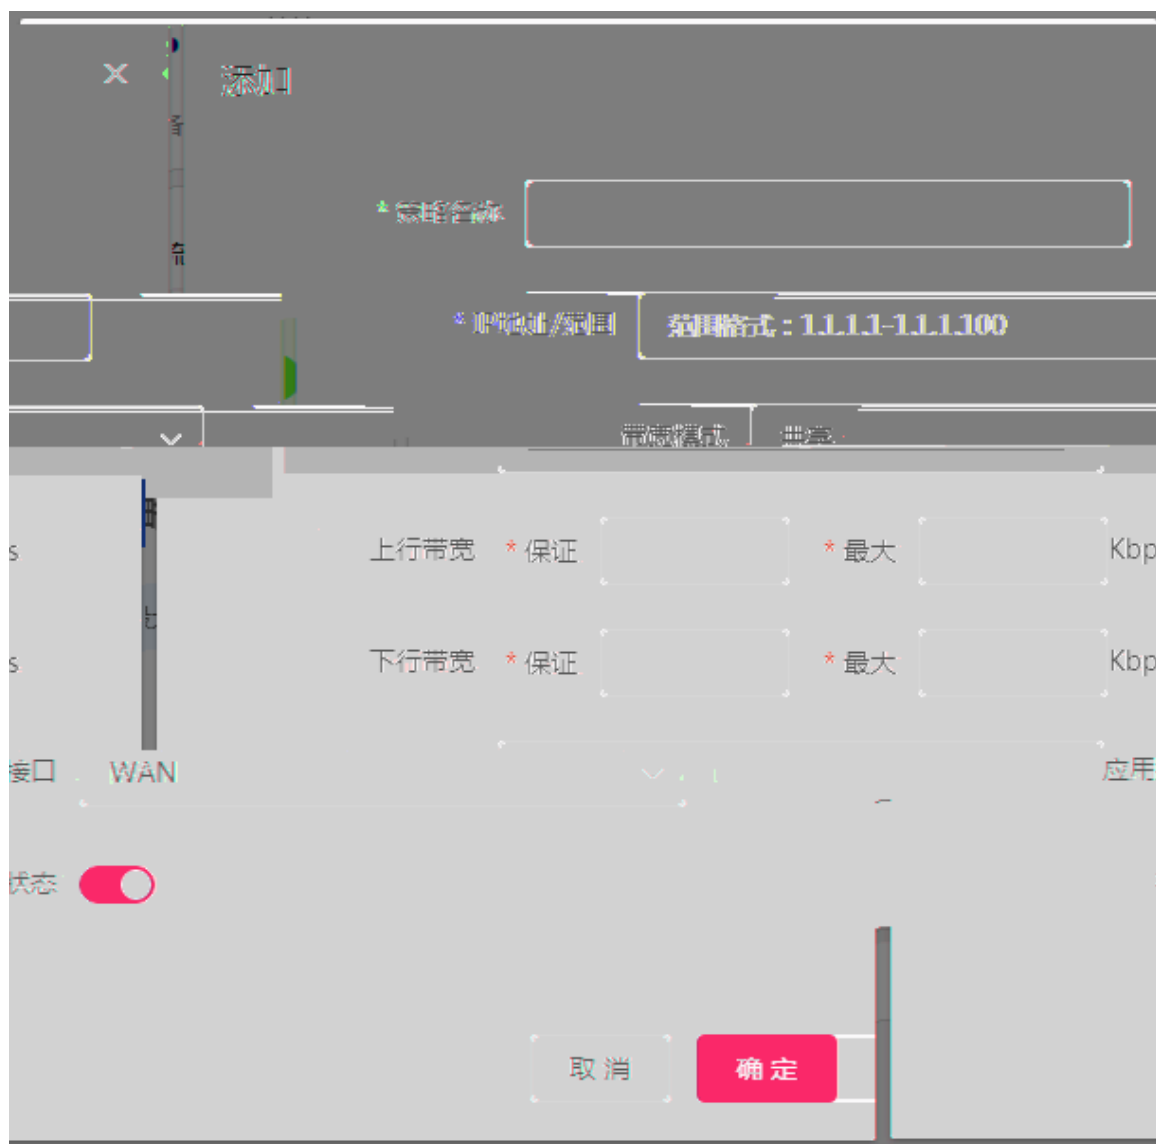 添加
* 策略名称
* IP地址/范围 范围格式：1.1.1.1-1.1.1.100
带宽模式
上行带宽 * 保证 * 最大 Kbp
s
下行带宽 * 保证 * 最大 Kbp
s
接口 WAN 应用
状态
取 消 确 定